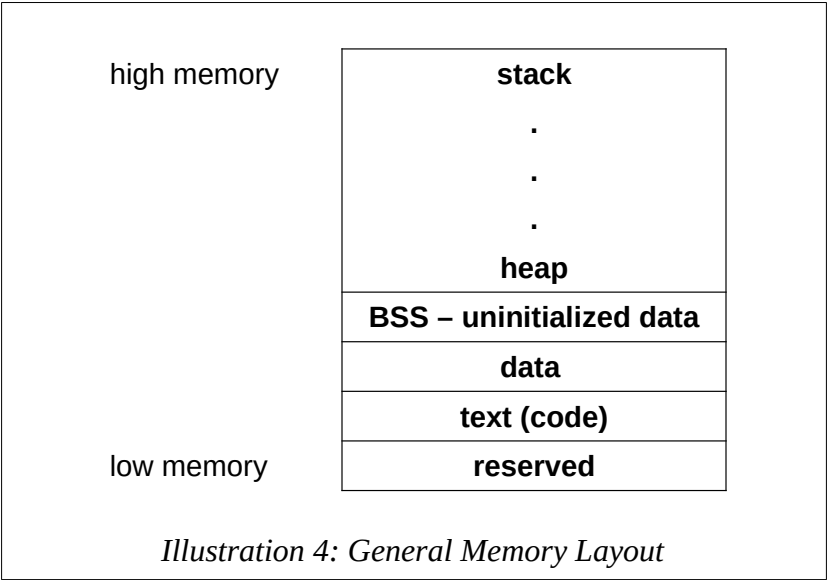 high memory stack
.
.
.
heap
BSS – uninitialized data
data
text (code)
low memory reserved
Illustration 4: General Memory Layout